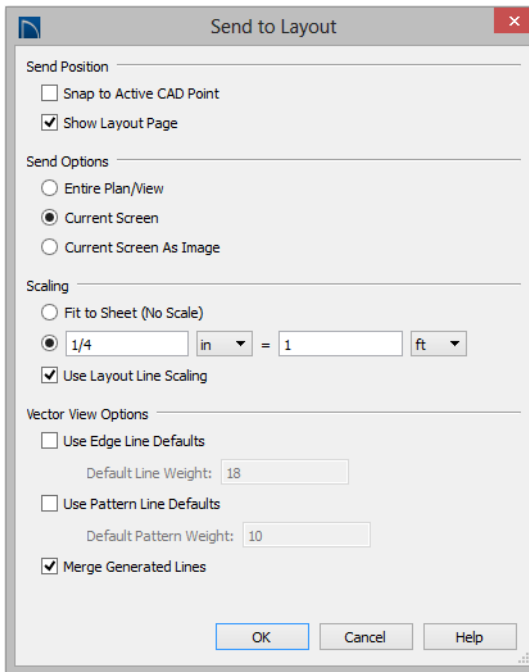 Send to Layout
Send Position
Snap to Active CAD Point
Show Layout Page
Send Options
Entire Plan/View
Current Screen
Current Screen As Image
Scaling
Fit to Sheet (No Scale)
1/4 in = 1 ft
Use Layout Line Scaling
Vector View Options
Use Edge Line Defaults
Default Line Weight: 18
Use Pattern Line Defaults
Default Pattern Weight: 10
Merge Generated Lines
OK Cancel Help